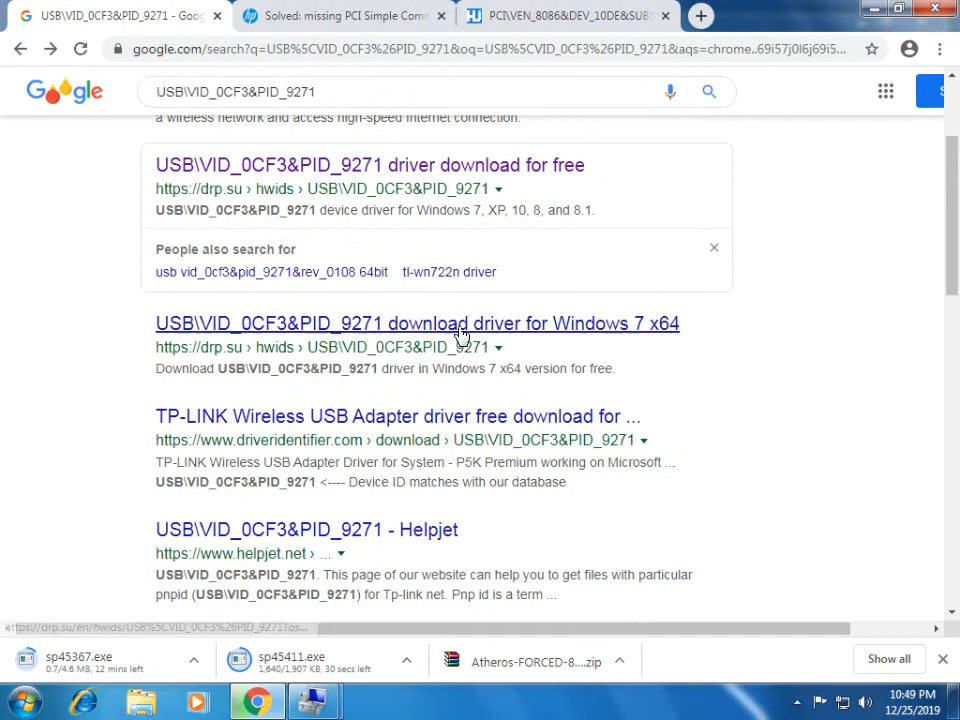 USB\VID_0CF3&PID_9271 - Goo
Solved: missing PCI Simple Comm
PCI\VEN_8086&DEV_10DE&SUBS
google.com/search?q=USB%5CVID_0CF3%26PID_9271&oq=USB%5CVID_0CF3%26PID_9271&aqs=chrome..69i57j0l6j69i5...
Google
USB\VID_0CF3&PID_9271
a wireless network and access high-speed Internet connection.
USB\VID_0CF3&PID_9271 driver download for free
https://drp.su › hwids › USB\VID_0CF3&PID_9271
USB\VID_0CF3&PID_9271 device driver for Windows 7, XP, 10, 8, and 8.1.
People also search for
usb vid_0cf3&pid_9271&rev_0108 64bit tl-wn722n driver
USB\VID_0CF3&PID_9271 download driver for Windows 7 x64
https://drp.su › hwids › USB\VID_0CF3&PID_9271
Download USB\VID_0CF3&PID_9271 driver in Windows 7 x64 version for free.
TP-LINK Wireless USB Adapter driver free download for ...
https://www.driveridentifier.com › download › USB\VID_0CF3&PID_9271
TP-LINK Wireless USB Adapter Driver for System - P5K Premium working on Microsoft ...
USB\VID_0CF3&PID_9271 <---- Device ID matches with our database
USB\VID_0CF3&PID_9271 - Helpjet
https://www.helpjet.net › ...
USB\VID_0CF3&PID_9271. This page of our website can help you to get files with particular
pnpid (USB\VID_0CF3&PID_9271) for Tp-link net. Pnp id is a term ...
https://drp.su/en/hwids/USB%5CVID_0CF3%26PID_9271?os...
sp45367.exe
0.7/4.6 MB, 12 mins left
sp45411.exe
1,640/1,907 KB, 30 secs left
Atheros-FORCED-8....zip
Show all
10:49 PM
12/25/2019